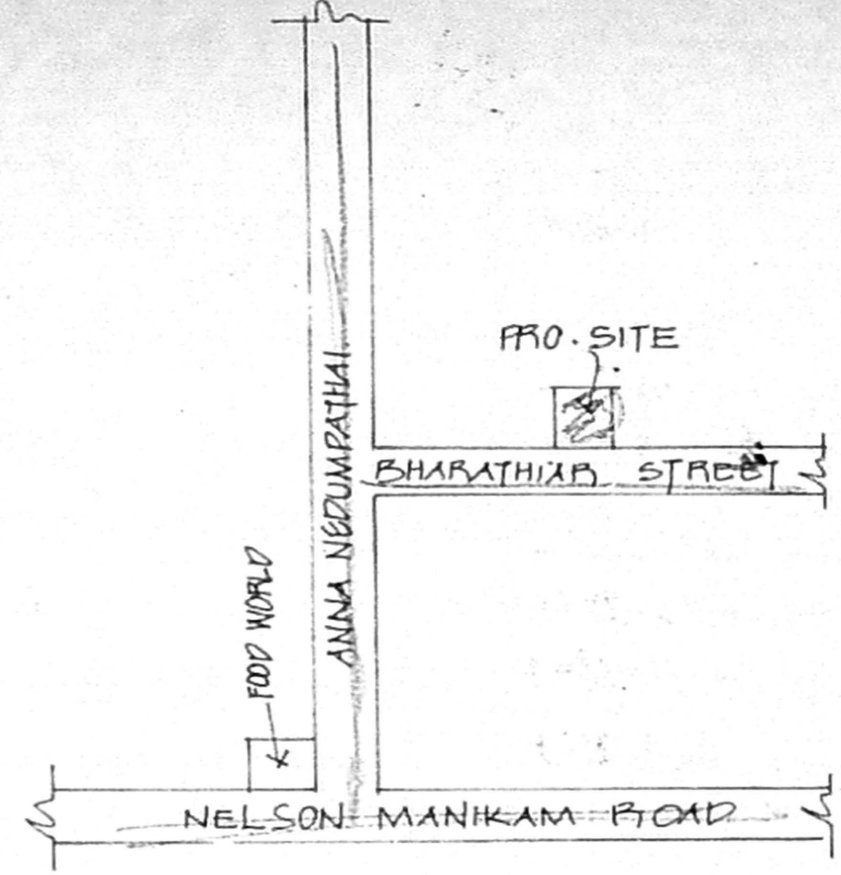 PRO. SITE
BHARATHIAR STREET
ANNA NEDUMPATHAI
FOOD WORLD
NELSON MANIKAM ROAD